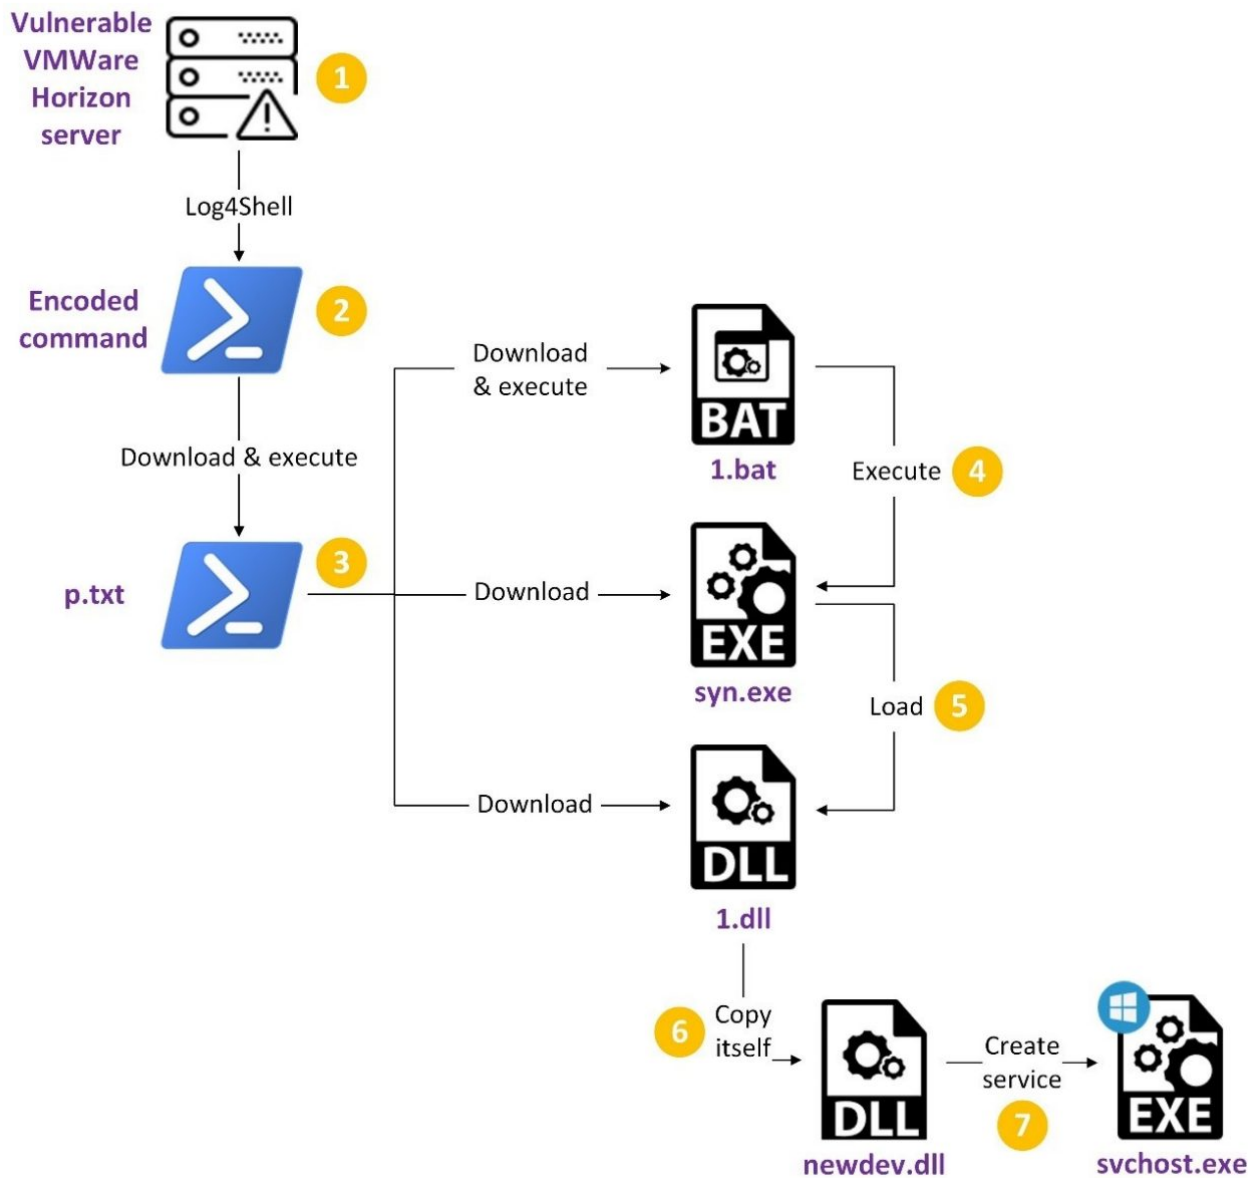 Vulnerable
VMWare
Horizon
server
1
Log4Shell
Encoded
command
2
Download & execute
p.txt
3
Download
& execute
BAT
1.bat
Execute
4
Download
EXE
syn.exe
Load
5
Download
DLL
1.dll
6
Copy
itself
DLL
newdev.dll
Create
service
7
EXE
svchost.exe